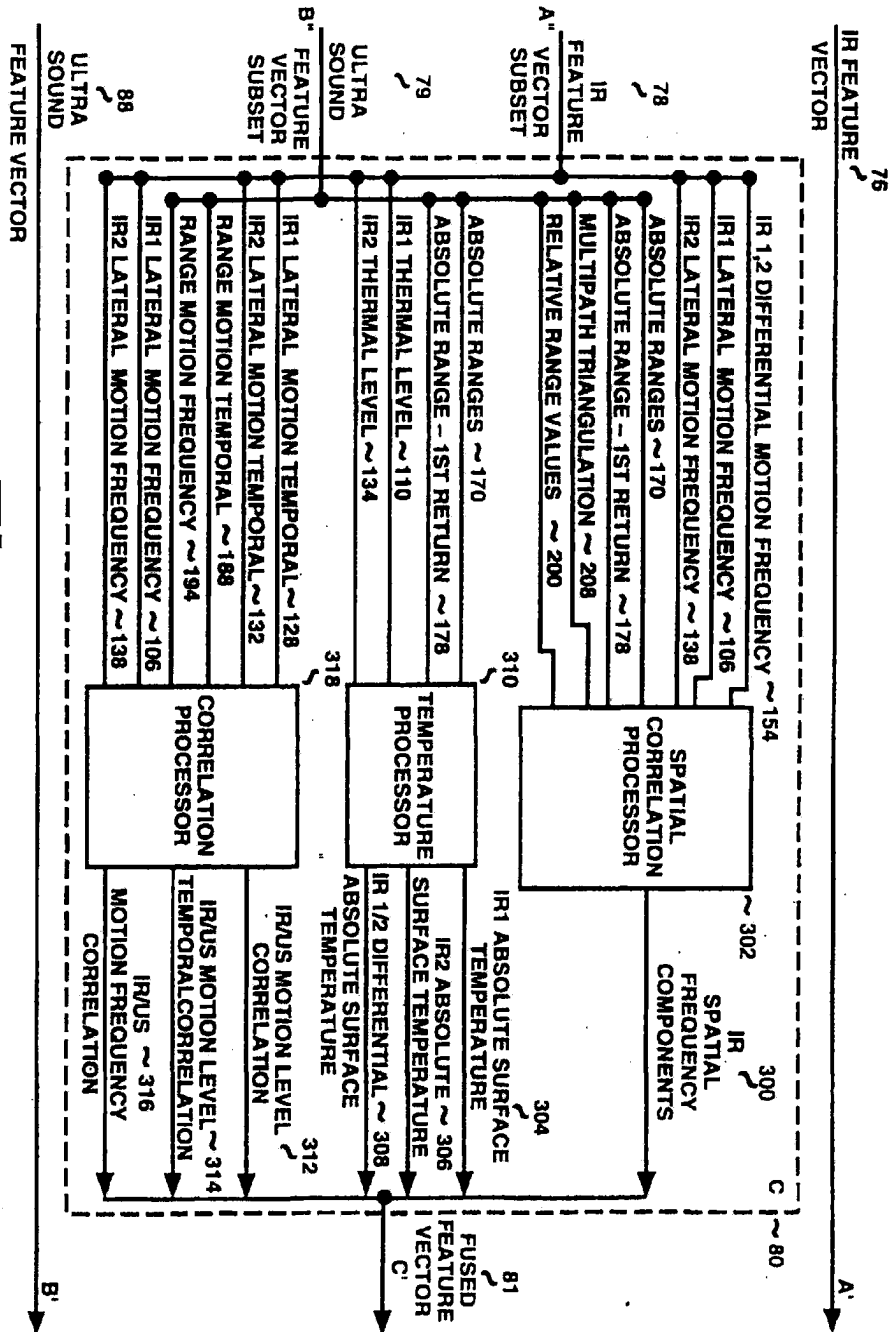 IR FEATURE ~ 76
VECTOR
A'
A"
78
IR
FEATURE
VECTOR
SUBSET
B"
79
ULTRA
SOUND
FEATURE
VECTOR
SUBSET
88
ULTRA
SOUND
FEATURE VECTOR
B'
C ~ 80
IR 1,2 DIFFERENTIAL MOTION FREQUENCY ~ 154
IR1 LATERAL MOTION FREQUENCY ~ 106
IR2 LATERAL MOTION FREQUENCY ~ 138
ABSOLUTE RANGES ~ 170
ABSOLUTE RANGE – 1ST RETURN ~ 178
MULTIPATH TRIANGULATION ~ 208
RELATIVE RANGE VALUES ~ 200
SPATIAL
CORRELATION
PROCESSOR
~ 302
300
IR
SPATIAL
FREQUENCY
COMPONENTS
ABSOLUTE RANGES ~ 170
ABSOLUTE RANGE – 1ST RETURN ~ 178
IR1 THERMAL LEVEL ~ 110
IR2 THERMAL LEVEL ~ 134
310
TEMPERATURE
PROCESSOR
IR1 ABSOLUTE SURFACE
TEMPERATURE
304
IR2 ABSOLUTE ~ 306
SURFACE TEMPERATURE
IR 1/2 DIFFERENTIAL ~ 308
ABSOLUTE SURFACE
TEMPERATURE
IR1 LATERAL MOTION TEMPORAL ~ 128
IR2 LATERAL MOTION TEMPORAL ~ 132
RANGE MOTION TEMPORAL ~ 188
RANGE MOTION FREQUENCY ~ 194
IR1 LATERAL MOTION FREQUENCY ~ 106
IR2 LATERAL MOTION FREQUENCY ~ 138
318
CORRELATION
PROCESSOR
IR/US MOTION LEVEL
CORRELATION
312
IR/US MOTION LEVEL ~ 314
TEMPORAL CORRELATION
IR/US ~ 316
MOTION FREQUENCY
CORRELATION
81
FUSED
FEATURE
VECTOR
C'